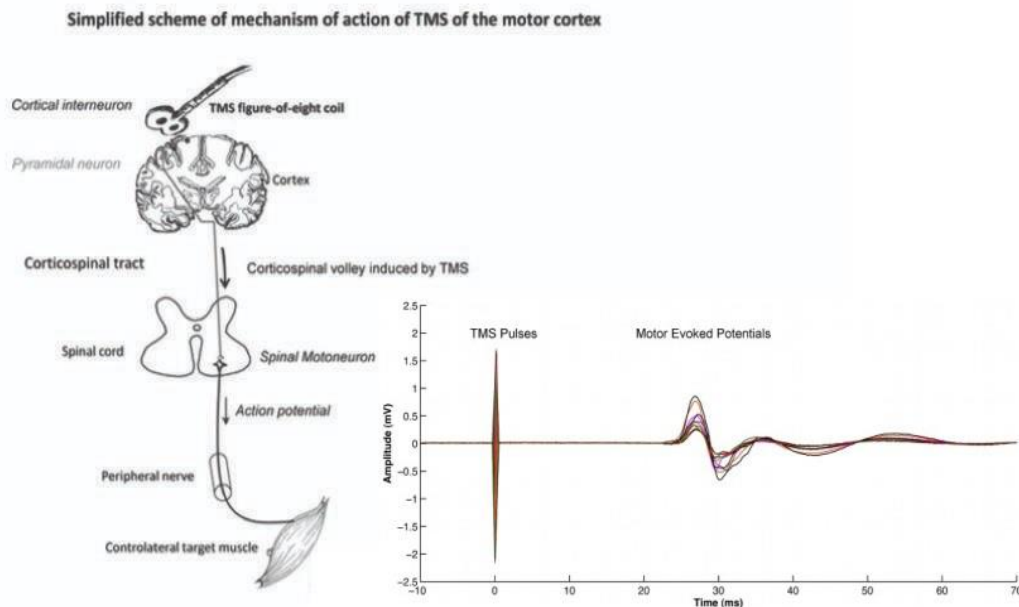 Simplified scheme of mechanism of action of TMS of the motor cortex
Cortical interneuron
TMS figure-of-eight coil
Pyramidal neuron
Cortex
Corticospinal tract
Corticospinal volley induced by TMS
Spinal cord
Spinal Motoneuron
Action potential
Peripheral nerve
Controlateral target muscle
TMS Pulses
Motor Evoked Potentials
Amplitude (mV)
2.5
2
1.5
1
0.5
0
−0.5
−1
−1.5
−2
−2.5
−10 0 10 20 30 40 50 60 70
Time (ms)